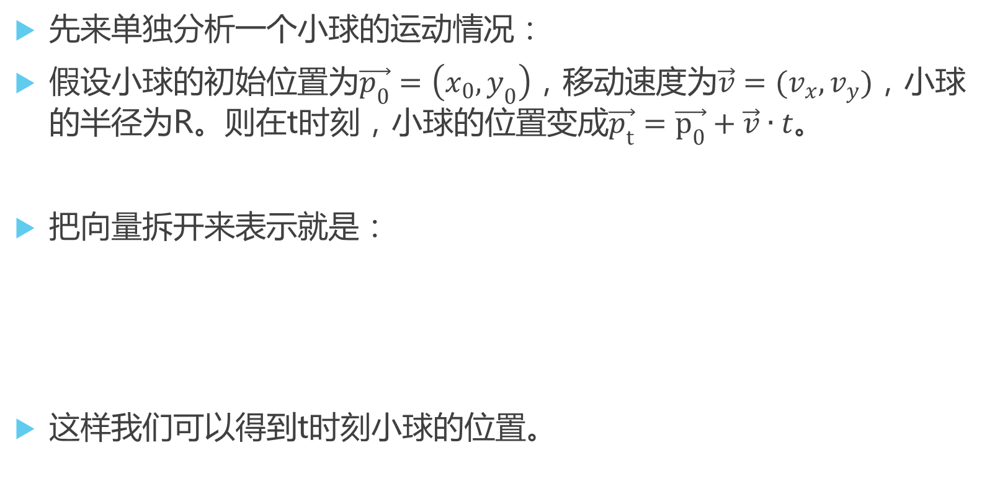 先来单独分析一个小球的运动情况：
假设小球的初始位置为$\overrightarrow{p_0} = (x_0, y_0)$，移动速度为$\vec{v} = (v_x, v_y)$，小球
的半径为R。则在t时刻，小球的位置变成$\overrightarrow{p_t} = \overrightarrow{p_0} + \vec{v} \cdot t$。
把向量拆开来表示就是：
这样我们可以得到t时刻小球的位置。